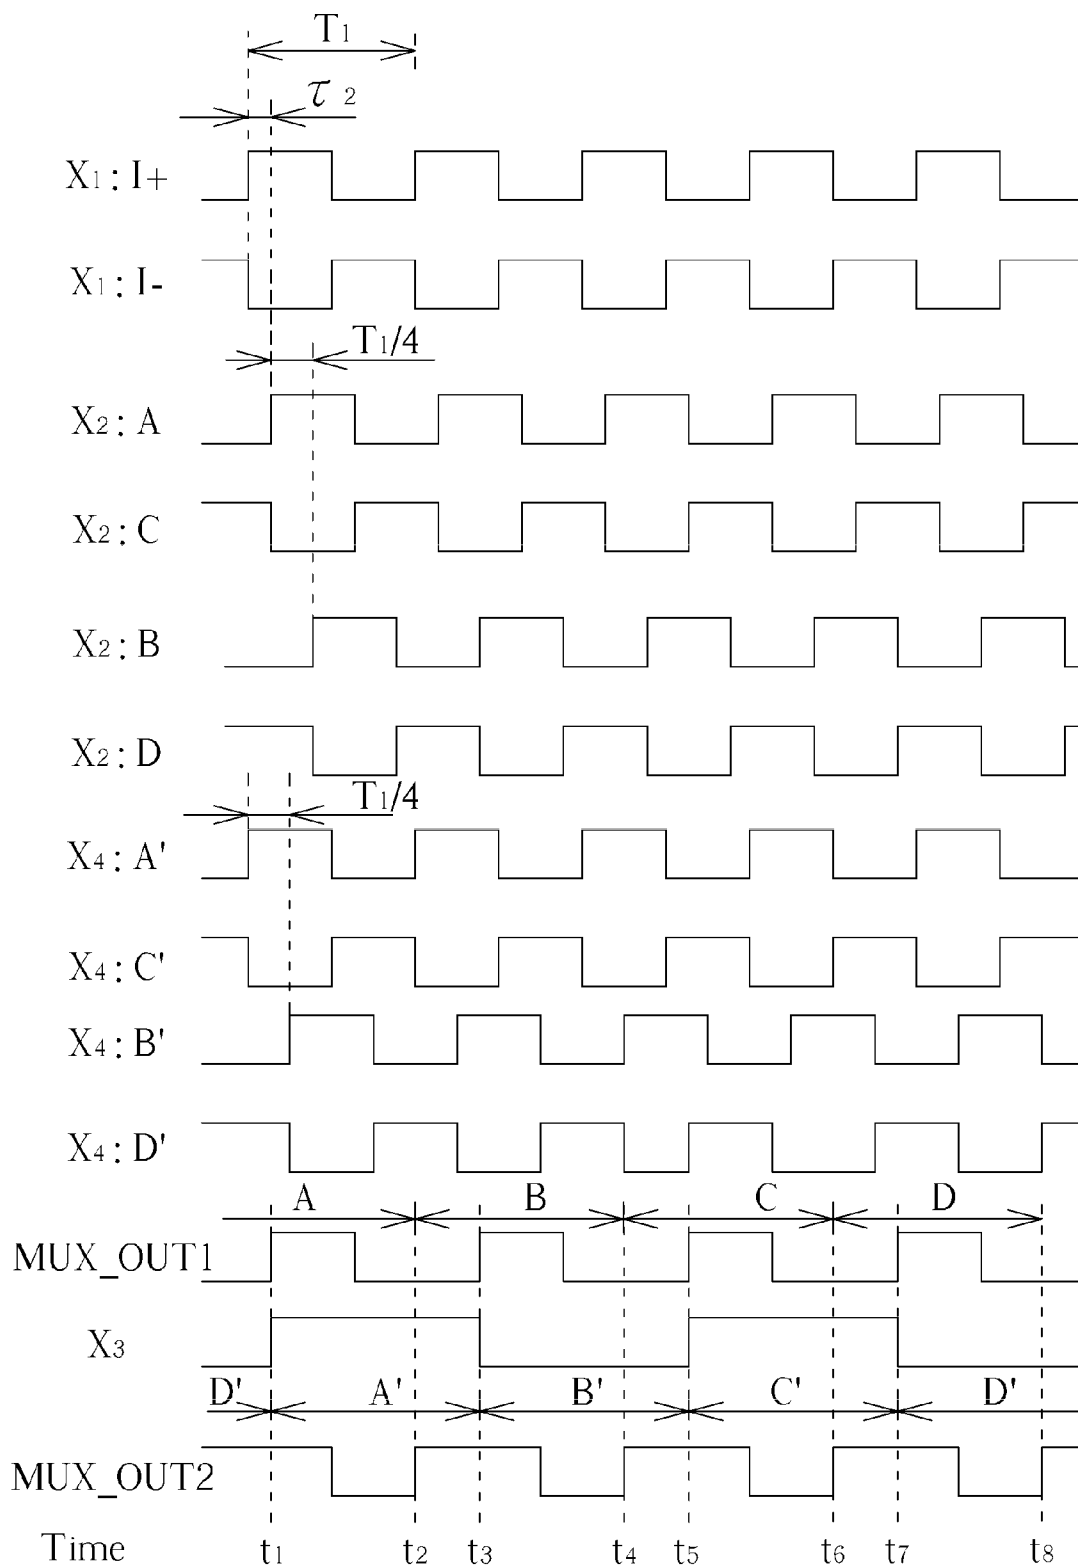 T1
τ 2
X1 : I+
X1 : I-
T1/4
X2 : A
X2 : C
X2 : B
X2 : D
T1/4
X4 : A'
X4 : C'
X4 : B'
X4 : D'
A B C D
MUX_OUT1
X3
D' A' B' C' D'
MUX_OUT2
Time t1 t2 t3 t4 t5 t6 t7 t8